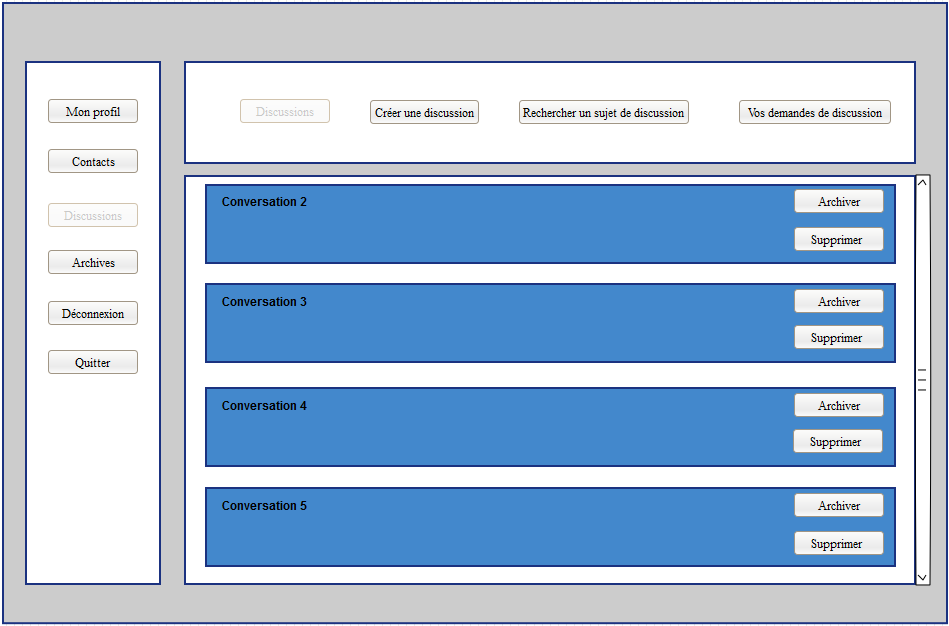 Mon profil
Contacts
Discussions
Archives
Déconnexion
Quitter
Discussions
Créer une discussion
Rechercher un sujet de discussion
Vos demandes de discussion
Conversation 2
Archiver
Supprimer
Conversation 3
Archiver
Supprimer
Conversation 4
Archiver
Supprimer
Conversation 5
Archiver
Supprimer